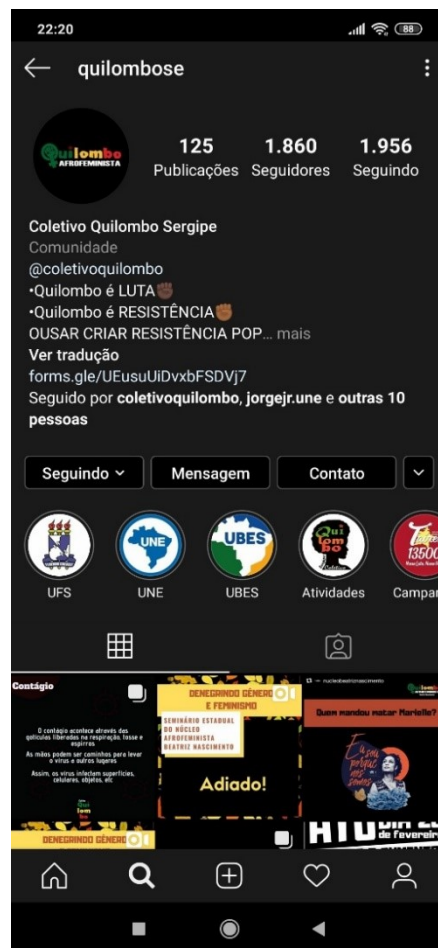 22:20
88
quilombose
Quilombo
AFROFEMINISTA
125 1.860 1.956
Publicações Seguidores Seguindo
Coletivo Quilombo Sergipe
Comunidade
@coletivoquilombo
•Quilombo é LUTA✊🏿
•Quilombo é RESISTÊNCIA✊🏾
OUSAR CRIAR RESISTÊNCIA POP... mais
Ver tradução
forms.gle/UEusuUiDvxbFSDVj7
Seguido por coletivoquilombo, jorgejr.une e outras 10
pessoas
Seguindo Mensagem Contato
UNE UBES Quilombo 13500
UFS UNE UBES Atividades Campar
Contágio
O contágio acontece através das
gotículas liberadas na respiração, tosse e
espirros
As mãos podem ser caminhos para levar
o vírus a outros lugares
Assim, os vírus infectam superfícies,
celulares, objetos, etc
Quilombo
DENEGRINDO GÊNERO
E FEMINISMO
SEMINÁRIO ESTADUAL
DO NÚCLEO
AFROFEMINISTA
BEATRIZ NASCIMENTO
Adiado!
nucleobeatriznascimento
Quem mandou matar Marielle?
Eu sou
porque
nós
somos
DENEGRINDO GÊNERO
ATO DIA
de fevereir